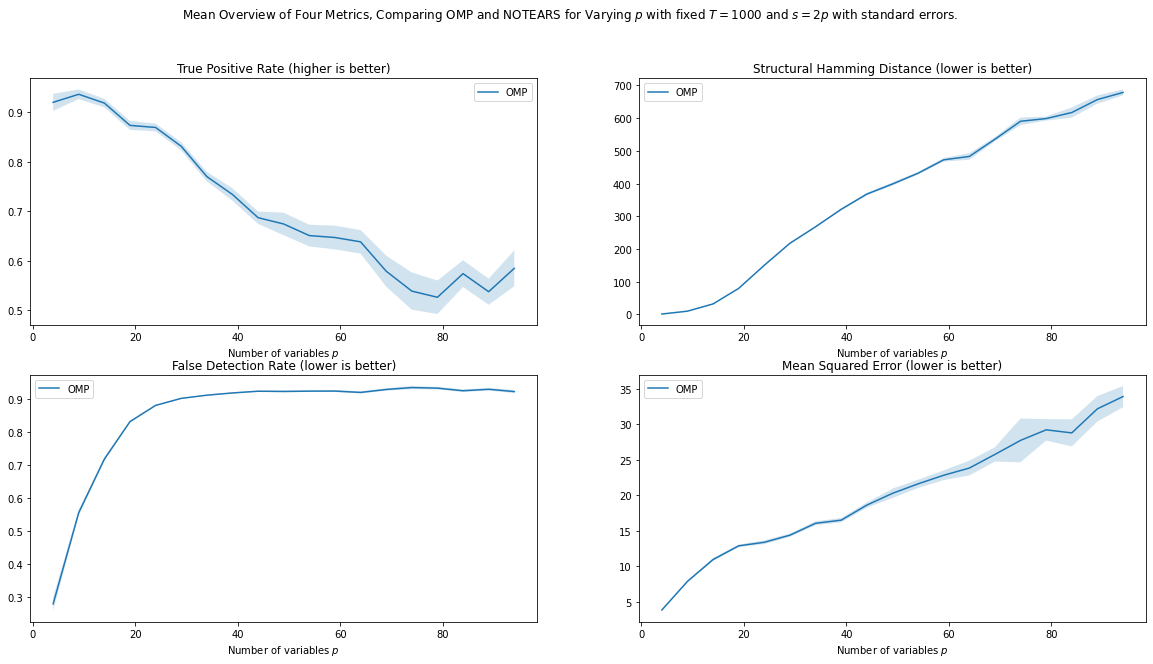 Mean Overview of Four Metrics, Comparing OMP and NOTEARS for Varying p with fixed T = 1000 and s = 2p with standard errors.
True Positive Rate (higher is better)
OMP
0.9
0.8
0.7
0.6
0.5
0 20 40 60 80
Number of variables p
Structural Hamming Distance (lower is better)
OMP
700
600
500
400
300
200
100
0
0 20 40 60 80
Number of variables p
False Detection Rate (lower is better)
OMP
0.9
0.8
0.7
0.6
0.5
0.4
0.3
0 20 40 60 80
Number of variables p
Mean Squared Error (lower is better)
OMP
35
30
25
20
15
10
5
0 20 40 60 80
Number of variables p